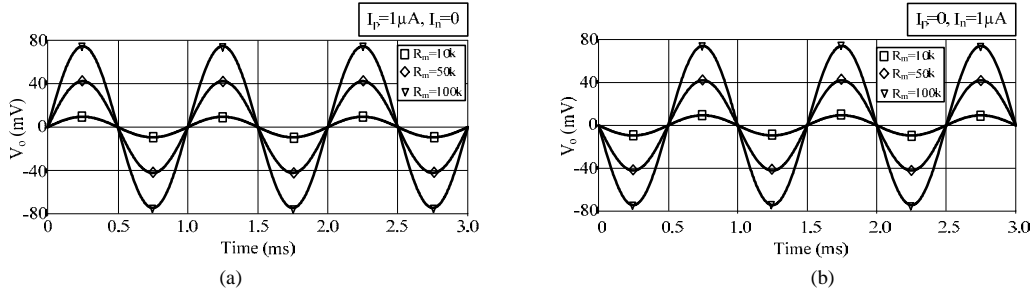 I_p=1µA, I_n=0
80
40
0
-40
-80
V_o (mV)
R_m=10k
R_m=50k
R_m=100k
0
0.5
1.0
1.5
2.0
2.5
3.0
Time (ms)
(a)
I_p=0, I_n=1µA
80
40
0
-40
-80
V_o (mV)
R_m=10k
R_m=50k
R_m=100k
0
0.5
1.0
1.5
2.0
2.5
3.0
Time (ms)
(b)